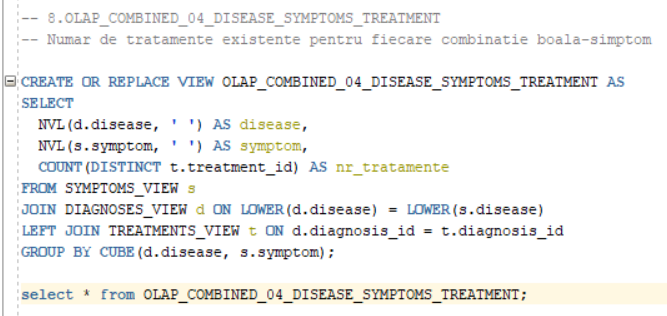 -- 8.OLAP_COMBINED_04_DISEASE_SYMPTOMS_TREATMENT
-- Numar de tratamente existente pentru fiecare combinatie boala-simptom
CREATE OR REPLACE VIEW OLAP_COMBINED_04_DISEASE_SYMPTOMS_TREATMENT AS
SELECT
NVL(d.disease, ' ') AS disease,
NVL(s.symptom, ' ') AS symptom,
COUNT(DISTINCT t.treatment_id) AS nr_tratamente
FROM SYMPTOMS_VIEW s
JOIN DIAGNOSES_VIEW d ON LOWER(d.disease) = LOWER(s.disease)
LEFT JOIN TREATMENTS_VIEW t ON d.diagnosis_id = t.diagnosis_id
GROUP BY CUBE(d.disease, s.symptom);
select * from OLAP_COMBINED_04_DISEASE_SYMPTOMS_TREATMENT;